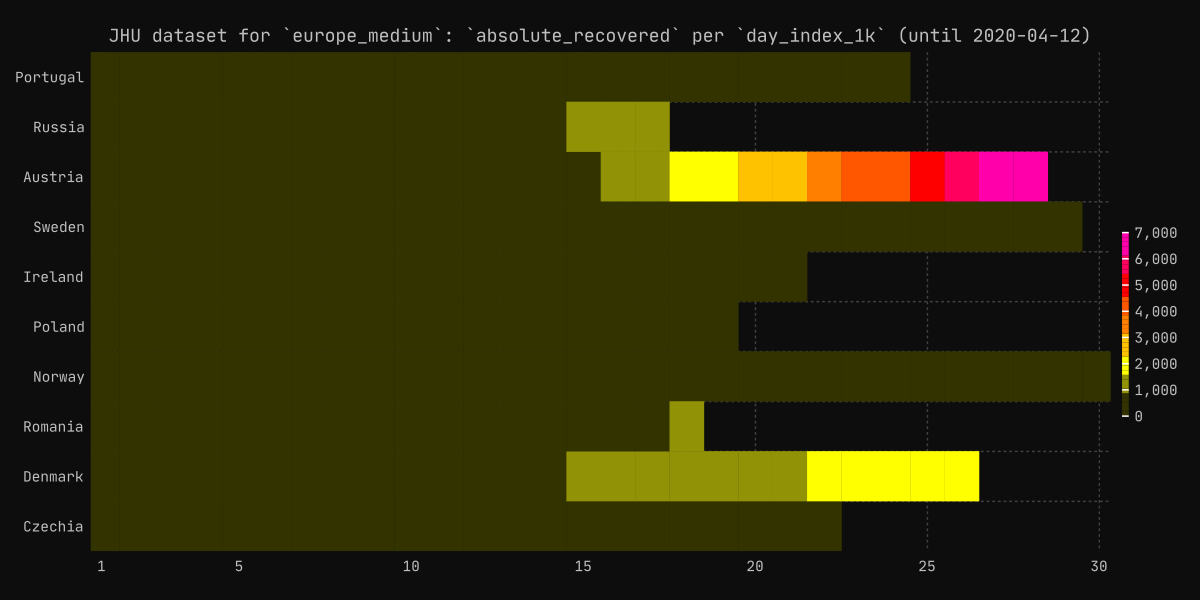 JHU dataset for `europe_medium`: `absolute_recovered` per `day_index_1k` (until 2020-04-12)
Portugal
Russia
Austria
Sweden
Ireland
Poland
Norway
Romania
Denmark
Czechia
7,000
6,000
5,000
4,000
3,000
2,000
1,000
0
1 5 10 15 20 25 30